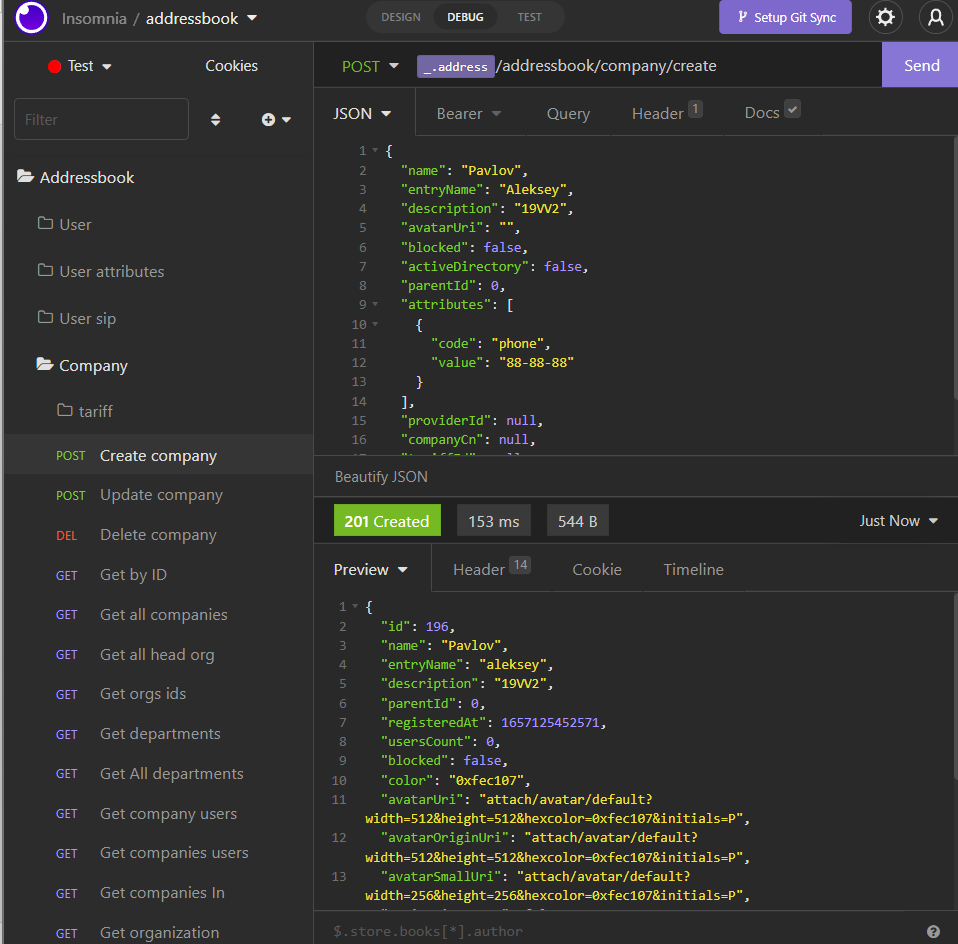 Insomnia / addressbook
DESIGN DEBUG TEST
Setup Git Sync
Test Cookies
POST _.address /addressbook/company/create Send
Filter
JSON Bearer Query Header 1 Docs
Addressbook
User
User attributes
User sip
Company
tariff
POST Create company
POST Update company
DEL Delete company
GET Get by ID
GET Get all companies
GET Get all head org
GET Get orgs ids
GET Get departments
GET Get All departments
GET Get company users
GET Get companies users
GET Get companies In
GET Get organization
1 {
2 "name": "Pavlov",
3 "entryName": "Aleksey",
4 "description": "19VV2",
5 "avatarUri": "",
6 "blocked": false,
7 "activeDirectory": false,
8 "parentId": 0,
9 "attributes": [
10 {
11 "code": "phone",
12 "value": "88-88-88"
13 }
14 ],
15 "providerId": null,
16 "companyCn": null,
Beautify JSON
201 Created 153 ms 544 B Just Now
Preview Header 14 Cookie Timeline
1 {
2 "id": 196,
3 "name": "Pavlov",
4 "entryName": "aleksey",
5 "description": "19VV2",
6 "parentId": 0,
7 "registeredAt": 1657125452571,
8 "usersCount": 0,
9 "blocked": false,
10 "color": "0xfec107",
11 "avatarUri": "attach/avatar/default?
width=512&height=512&hexcolor=0xfec107&initials=P",
12 "avatarOriginUri": "attach/avatar/default?
width=512&height=512&hexcolor=0xfec107&initials=P",
13 "avatarSmallUri": "attach/avatar/default?
width=256&height=256&hexcolor=0xfec107&initials=P",
$.store.books[*].author